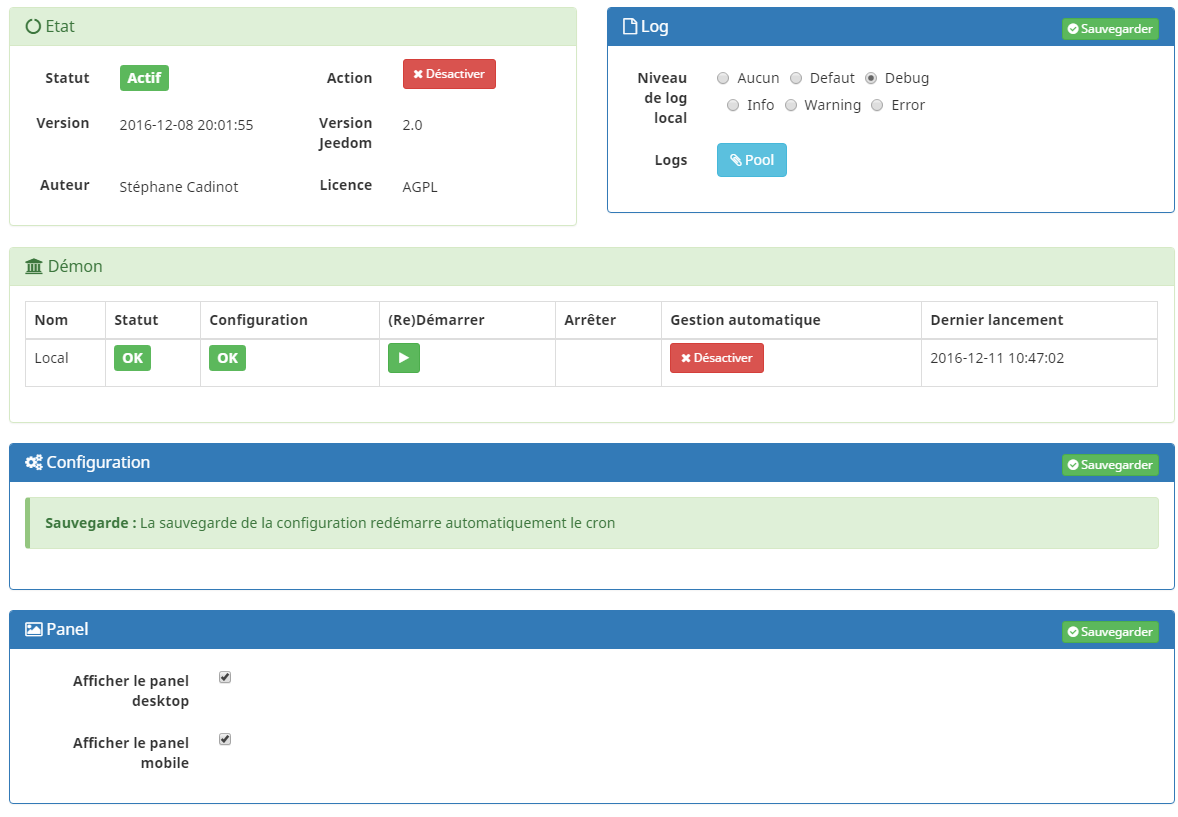 Etat
Statut Actif Action Désactiver
Version 2016-12-08 20:01:55 Version Jeedom 2.0
Auteur Stéphane Cadinot Licence AGPL
Log Sauvegarder
Niveau de log local
Aucun Defaut Debug
Info Warning Error
Logs Pool
Démon
Nom Statut Configuration (Re)Démarrer Arrêter Gestion automatique Dernier lancement
Local OK OK Désactiver 2016-12-11 10:47:02
Configuration Sauvegarder
Sauvegarde : La sauvegarde de la configuration redémarre automatiquement le cron
Panel Sauvegarder
Afficher le panel
desktop
Afficher le panel
mobile